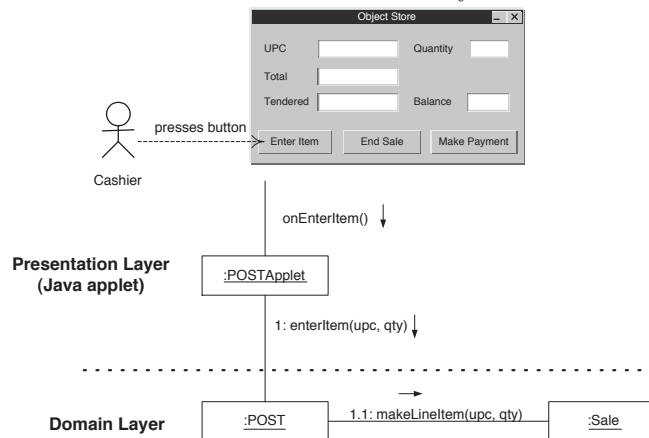 Object Store
UPC
Quantity
Total
Tendered
Balance
presses button
Enter Item
End Sale
Make Payment
Cashier
onEnterItem()
Presentation Layer
(Java applet)
:POSTApplet
1: enterItem(upc, qty)
Domain Layer
:POST
1.1: makeLineItem(upc, qty)
:Sale